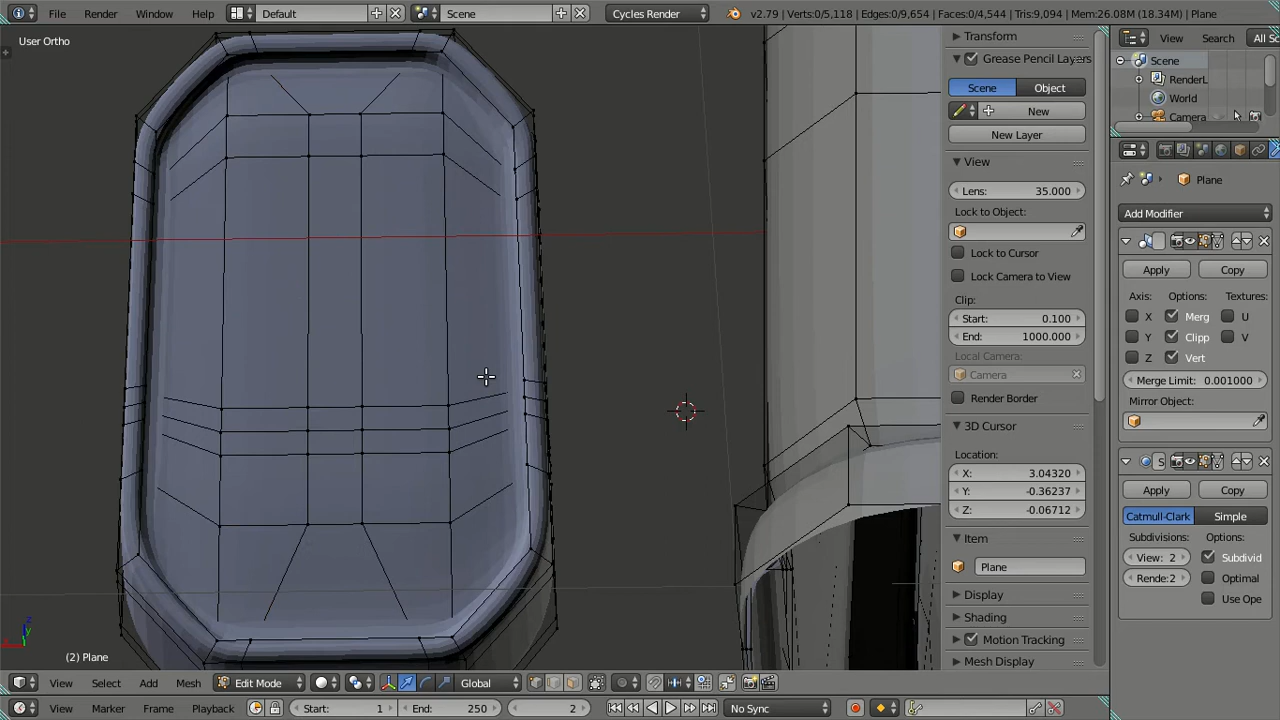 File Render Window Help Default Scene Cycles Render v2.79 | Verts:0/5,118 | Edges:0/9,654 | Faces:0/4,544 | Tris:9,094 | Mem:26.08M (18.34M) | Plane
User Ortho
Transform
Grease Pencil Layers
Scene Object
New
New Layer
View
Lens: 35.000
Lock to Object:
Lock to Cursor
Lock Camera to View
Clip:
Start: 0.100
End: 1000.000
Local Camera:
Camera
Render Border
3D Cursor
Location:
X: 3.04320
Y: -0.36237
Z: -0.06712
Item
Plane
Display
Shading
Motion Tracking
Mesh Display
View Search All Sc
Scene
RenderL
World
Camera
Plane
Add Modifier
Apply Copy
Axis: Options: Textures:
X Merg U
Y Clipp V
Z Vert
Merge Limit: 0.001000
Mirror Object:
S
Apply Copy
Catmull-Clark Simple
Subdivisions: Options:
View: 2 Subdivid
Rende:2 Optimal
Use Ope
(2) Plane
View Select Add Mesh Edit Mode Global
View Marker Frame Playback Start: 1 End: 250 2 No Sync